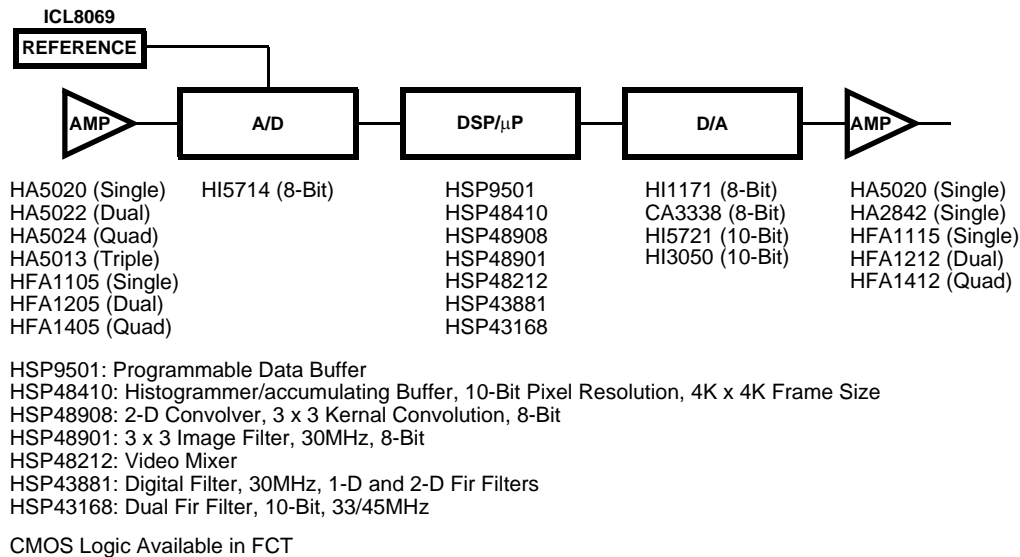 ICL8069
REFERENCE
AMP
A/D
DSP/μP
D/A
AMP
HA5020 (Single)
HA5022 (Dual)
HA5024 (Quad)
HA5013 (Triple)
HFA1105 (Single)
HFA1205 (Dual)
HFA1405 (Quad)
HI5714 (8-Bit)
HSP9501
HSP48410
HSP48908
HSP48901
HSP48212
HSP43881
HSP43168
HI1171 (8-Bit)
CA3338 (8-Bit)
HI5721 (10-Bit)
HI3050 (10-Bit)
HA5020 (Single)
HA2842 (Single)
HFA1115 (Single)
HFA1212 (Dual)
HFA1412 (Quad)
HSP9501: Programmable Data Buffer
HSP48410: Histogrammer/accumulating Buffer, 10-Bit Pixel Resolution, 4K x 4K Frame Size
HSP48908: 2-D Convolver, 3 x 3 Kernal Convolution, 8-Bit
HSP48901: 3 x 3 Image Filter, 30MHz, 8-Bit
HSP48212: Video Mixer
HSP43881: Digital Filter, 30MHz, 1-D and 2-D Fir Filters
HSP43168: Dual Fir Filter, 10-Bit, 33/45MHz
CMOS Logic Available in FCT